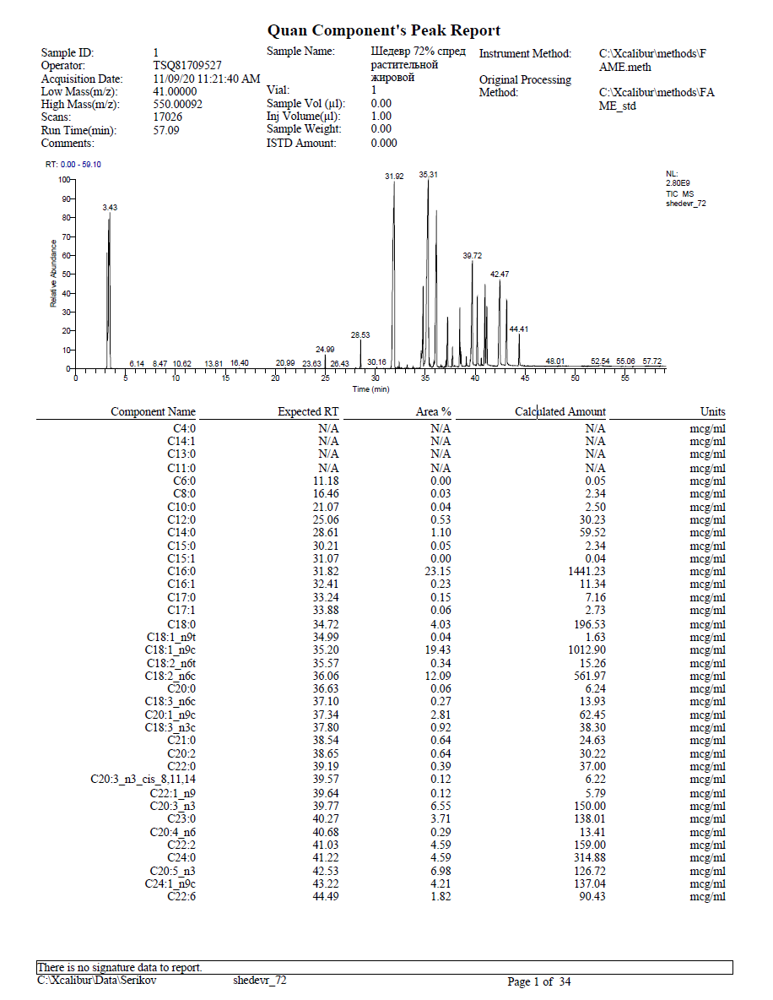 Quan Component's Peak Report
Sample ID: 1
Operator: TSQ81709527
Acquisition Date: 11/09/20 11:21:40 AM
Low Mass(m/z): 41.00000
High Mass(m/z): 550.00092
Scans: 17026
Run Time(min): 57.09
Comments:
Sample Name: Шедевр 72% спред
растительной
жировой
Vial: 1
Sample Vol (µl): 0.00
Inj Volume(µl): 1.00
Sample Weight: 0.00
ISTD Amount: 0.000
Instrument Method: C:\Xcalibur\methods\F
AME.meth
Original Processing
Method: C:\Xcalibur\methods\FA
ME_std
RT: 0.00 - 59.10
NL:
2.80E9
TIC MS
shedevr_72
Relative Abundance
100
90
80
70
60
50
40
30
20
10
0
3.43
6.14 8.47 10.62 13.81 16.40 20.99 23.63 24.99 26.43 28.53 30.16 31.92 35.31 39.72 42.47 44.41 48.01 52.54 55.06 57.72
0 5 10 15 20 25 30 35 40 45 50 55
Time (min)
Component Name Expected RT Area % Calculated Amount Units
C4:0 N/A N/A N/A mcg/ml
C14:1 N/A N/A N/A mcg/ml
C13:0 N/A N/A N/A mcg/ml
C11:0 N/A N/A N/A mcg/ml
C6:0 11.18 0.00 0.05 mcg/ml
C8:0 16.46 0.03 2.34 mcg/ml
C10:0 21.07 0.04 2.50 mcg/ml
C12:0 25.06 0.53 30.23 mcg/ml
C14:0 28.61 1.10 59.52 mcg/ml
C15:0 30.21 0.05 2.34 mcg/ml
C15:1 31.07 0.00 0.04 mcg/ml
C16:0 31.82 23.15 1441.23 mcg/ml
C16:1 32.41 0.23 11.34 mcg/ml
C17:0 33.24 0.15 7.16 mcg/ml
C17:1 33.88 0.06 2.73 mcg/ml
C18:0 34.72 4.03 196.53 mcg/ml
C18:1_n9t 34.99 0.04 1.63 mcg/ml
C18:1_n9c 35.20 19.43 1012.90 mcg/ml
C18:2_n6t 35.57 0.34 15.26 mcg/ml
C18:2_n6c 36.06 12.09 561.97 mcg/ml
C20:0 36.63 0.06 6.24 mcg/ml
C18:3_n6c 37.10 0.27 13.93 mcg/ml
C20:1_n9c 37.34 2.81 62.45 mcg/ml
C18:3_n3c 37.80 0.92 38.30 mcg/ml
C21:0 38.54 0.64 24.63 mcg/ml
C20:2 38.65 0.64 30.22 mcg/ml
C22:0 39.19 0.39 37.00 mcg/ml
C20:3_n3_cis_8,11,14 39.57 0.12 6.22 mcg/ml
C22:1_n9 39.64 0.12 5.79 mcg/ml
C20:3_n3 39.77 6.55 150.00 mcg/ml
C23:0 40.27 3.71 138.01 mcg/ml
C20:4_n6 40.68 0.29 13.41 mcg/ml
C22:2 41.03 4.59 159.00 mcg/ml
C24:0 41.22 4.59 314.88 mcg/ml
C20:5_n3 42.53 6.98 126.72 mcg/ml
C24:1_n9c 43.22 4.21 137.04 mcg/ml
C22:6 44.49 1.82 90.43 mcg/ml
There is no signature data to report.
C:\Xcalibur\Data\Serikov shedevr_72 Page 1 of 34